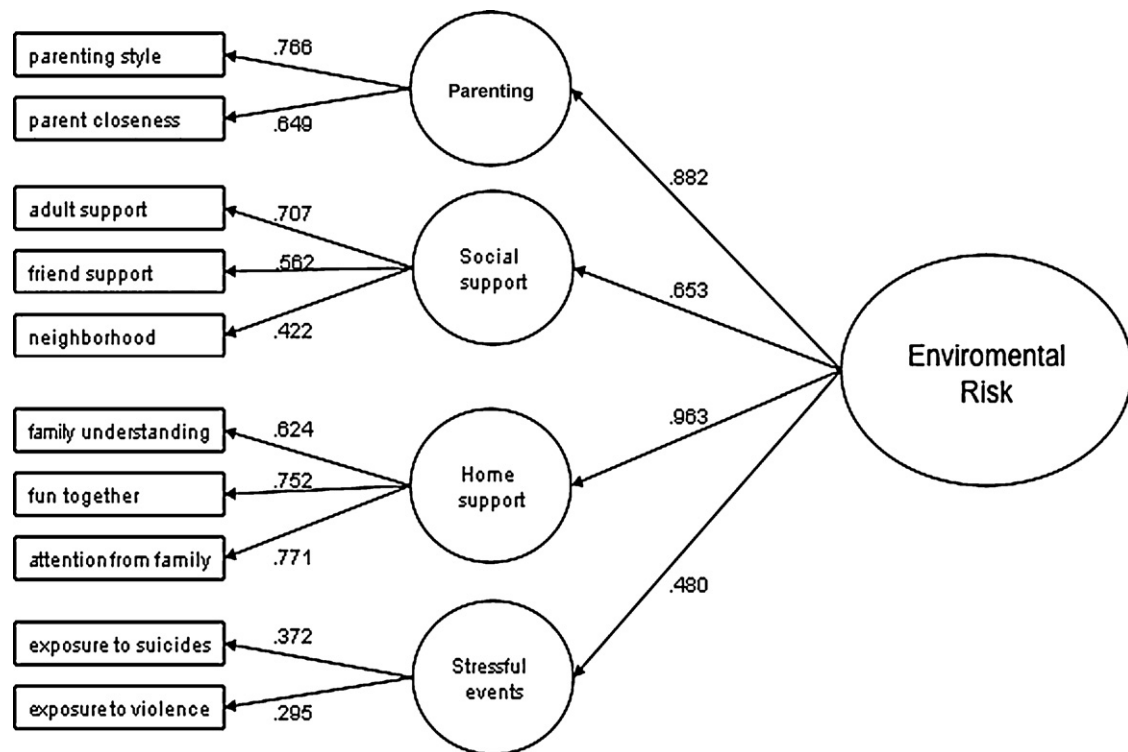 parenting style
parent closeness
.766
.649
Parenting
adult support
friend support
neighborhood
.707
.562
.422
Social
support
family understanding
fun together
attention from family
.624
.752
.771
Home
support
exposure to suicides
exposure to violence
.372
.295
Stressful
events
.882
.653
.963
.480
Enviromental
Risk